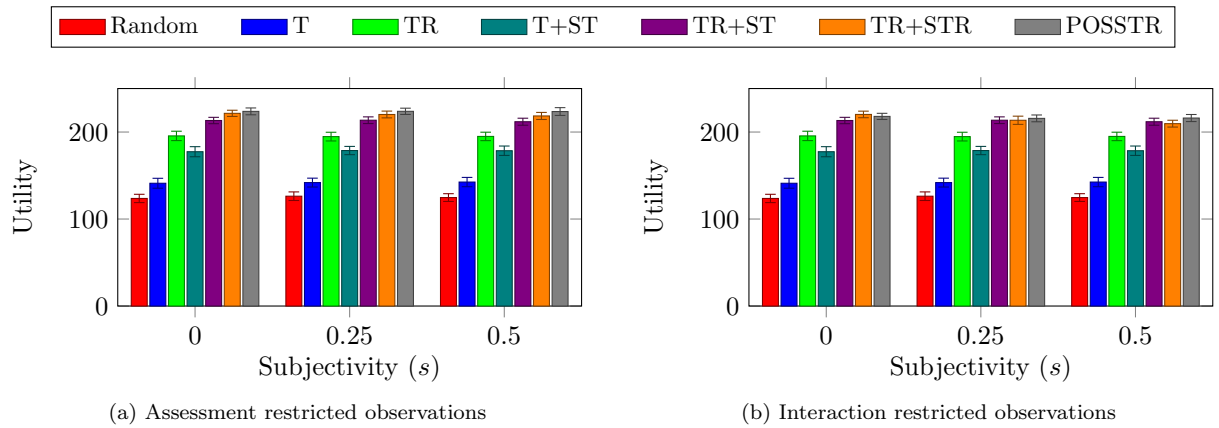 Random T TR T+ST TR+ST TR+STR POSSTR
Utility
200
100
0
0 0.25 0.5
Subjectivity (s)
(a) Assessment restricted observations
Utility
200
100
0
0 0.25 0.5
Subjectivity (s)
(b) Interaction restricted observations